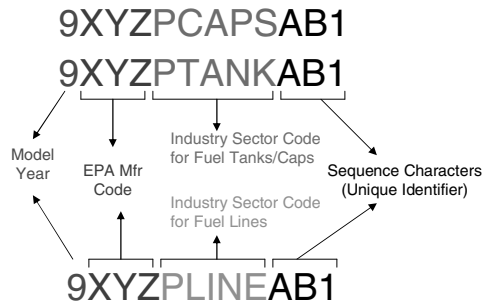 9XYZPCAPSAB1
9XYZPTANKAB1
Model
Year
EPA Mfr
Code
Industry Sector Code
for Fuel Tanks/Caps
Industry Sector Code
for Fuel Lines
Sequence Characters
(Unique Identifier)
9XYZPLINEAB1